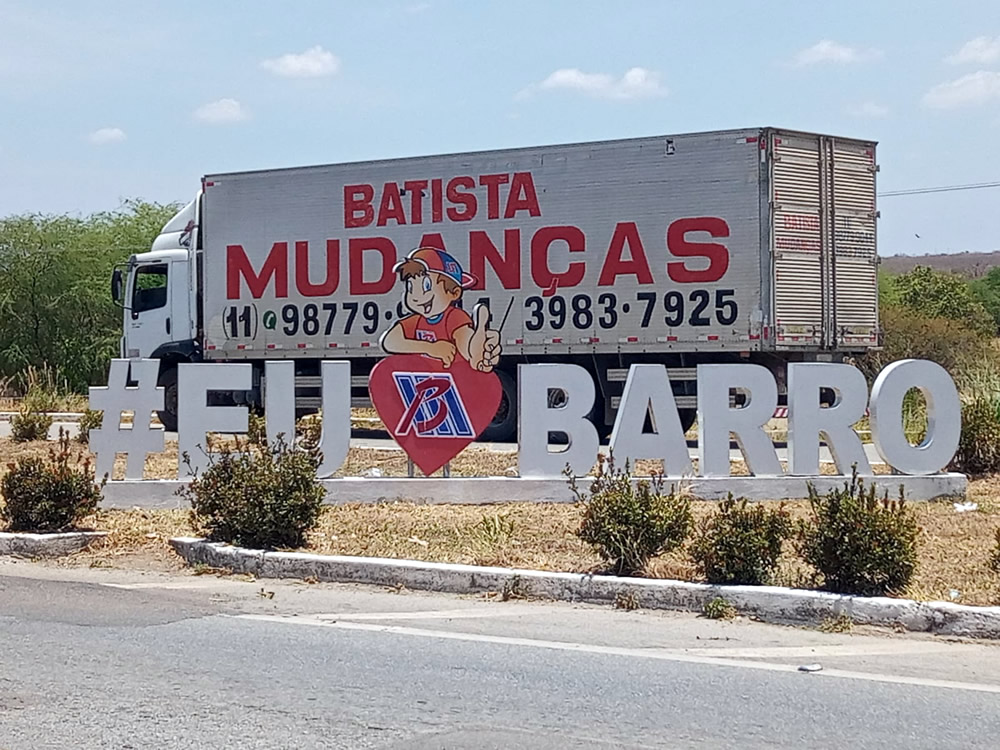 BATISTA
MUDANÇAS
(11) 98779 / 3983·7925
#EU BARRO